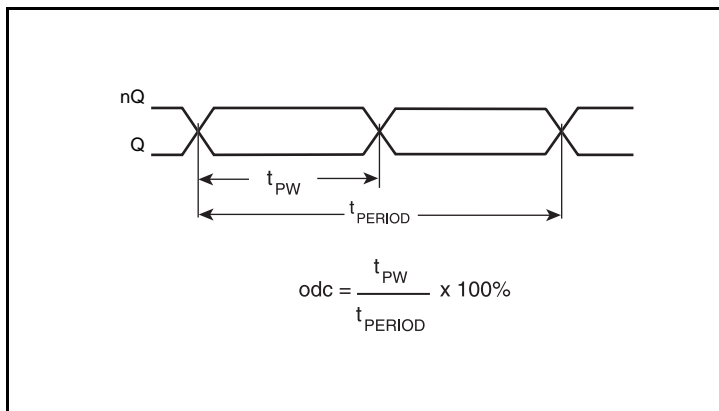 nQ
Q
tPW
tPERIOD
odc = tPW / tPERIOD x 100%